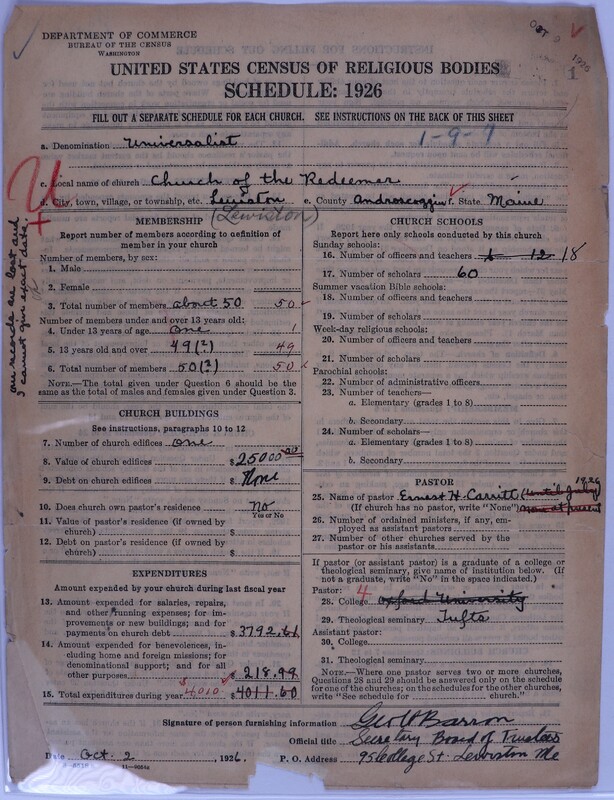 OCT 9 1926
1
DEPARTMENT OF COMMERCE
BUREAU OF THE CENSUS
WASHINGTON
UNITED STATES CENSUS OF RELIGIOUS BODIES
SCHEDULE: 1926
FILL OUT A SEPARATE SCHEDULE FOR EACH CHURCH. SEE INSTRUCTIONS ON THE BACK OF THIS SHEET
a. Denomination Universalist
1-9-9
c. Local name of church Church of the Redeemer
d. City, town, village, or township, etc. Lewiston e. County Androscoggin f. State Maine
(Lewiston)
our records are lost and
I cannot give exact data.
MEMBERSHIP
Report number of members according to definition of
member in your church
Number of members, by sex:
1. Male
2. Female
3. Total number of members about 50 50
Number of members under and over 13 years old:
4. Under 13 years of age one 1
5. 13 years old and over 49(?) 49
6. Total number of members 50(?) 50
NOTE.—The total given under Question 6 should be
the same as the total of males and females given under Question 3.
CHURCH BUILDINGS
See instructions, paragraphs 10 to 12
7. Number of church edifices one
8. Value of church edifices $25000 00
9. Debt on church edifices $ None
10. Does church own pastor's residence? no
Yes or No
11. Value of pastor's residence (if owned by
church) $
12. Debt on pastor's residence (if owned by
church) $
EXPENDITURES
Amount expended by your church during last fiscal year
13. Amount expended for salaries, repairs,
and other running expenses; for im-
provements or new buildings; and for
payments on church debt $3792.61
14. Amount expended for benevolences, in-
cluding home and foreign missions; for
denominational support; and for all
other purposes $218.99
15. Total expenditures during year $4010 $4011.60
CHURCH SCHOOLS
Report here only schools conducted by this church
Sunday schools:
16. Number of officers and teachers 12 18
17. Number of scholars 60
Summer vacation Bible schools:
18. Number of officers and teachers
19. Number of scholars
Week-day religious schools:
20. Number of officers and teachers
21. Number of scholars
Parochial schools:
22. Number of administrative officers
23. Number of teachers—
a. Elementary (grades 1 to 8)
b. Secondary
24. Number of scholars—
a. Elementary (grades 1 to 8)
b. Secondary
PASTOR
25. Name of pastor Ernest H. Carritt (until July 1926
(If church has no pastor, write "None") none at present
26. Number of ordained ministers, if any, em-
ployed as assistant pastors
27. Number of other churches served by the
pastor or his assistants
If pastor (or assistant pastor) is a graduate of a college or
theological seminary, give name of institution below. (If
not a graduate, write "No" in the space indicated.)
Pastor:
28. College 4 Oxford University
29. Theological seminary Tufts
Assistant pastor:
30. College
31. Theological seminary
NOTE.—Where one pastor serves two or more churches,
Questions 28 and 29 should be answered only on the schedule
for one of the churches; on the schedules for the other churches,
write "See schedule for church."
Signature of person furnishing information Geo W Barron
Official title Secretary Board of Trustees
Date Oct. 2, 1926. P. O. Address 95 College St. Lewiston Me